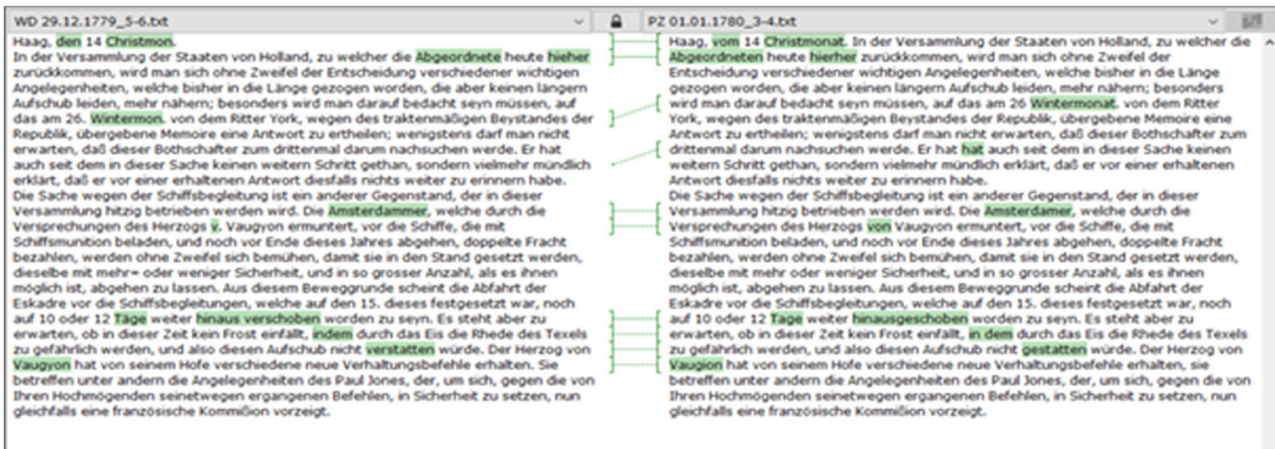 WD 29.12.1779_5-6.txt
Haag, den 14 Christmon.
In der Versammlung der Staaten von Holland, zu welcher die Abgeordnete heute hieher
zurückkommen, wird man sich ohne Zweifel der Entscheidung verschiedener wichtigen
Angelegenheiten, welche bisher in die Länge gezogen worden, die aber keinen längern
Aufschub leiden, mehr nähern; besonders wird man darauf bedacht seyn müssen, auf
das am 26. Wintermon. von dem Ritter York, wegen des traktenmäßigen Beystandes der
Republik, übergebene Memoire eine Antwort zu ertheilen; wenigstens darf man nicht
erwarten, daß dieser Bothschafter zum drittenmal darum nachsuchen werde. Er hat
auch seit dem in dieser Sache keinen weitern Schritt gethan, sondern vielmehr mündlich
erklärt, daß er vor einer erhaltenen Antwort diesfalls nichts weiter zu erinnern habe.
Die Sache wegen der Schiffsbegleitung ist ein anderer Gegenstand, der in dieser
Versammlung hitzig betrieben werden wird. Die Amsterdammer, welche durch die
Versprechungen des Herzogs v. Vaugyon ermuntert, vor die Schiffe, die mit
Schiffsmunition beladen, und noch vor Ende dieses Jahres abgehen, doppelte Fracht
bezahlen, werden ohne Zweifel sich bemühen, damit sie in den Stand gesetzt werden,
dieselbe mit mehr= oder weniger Sicherheit, und in so grosser Anzahl, als es ihnen
möglich ist, abgehen zu lassen. Aus diesem Beweggrunde scheint die Abfahrt der
Eskadre vor die Schiffsbegleitungen, welche auf den 15. dieses festgesetzt war, noch
auf 10 oder 12 Täge weiter hinaus verschoben worden zu seyn. Es steht aber zu
erwarten, ob in dieser Zeit kein Frost einfällt, indem durch das Eis die Rhede des Texels
zu gefährlich werden, und also diesen Aufschub nicht verstatten würde. Der Herzog von
Vaugyon hat von seinem Hofe verschiedene neue Verhaltungsbefehle erhalten. Sie
betreffen unter andern die Angelegenheiten des Paul Jones, der, um sich, gegen die von
Ihren Hochmögenden seinetwegen ergangenen Befehlen, in Sicherheit zu setzen, nun
gleichfalls eine französische Kommißion vorzeigt.
PZ 01.01.1780_3-4.txt
Haag, vom 14 Christmonat. In der Versammlung der Staaten von Holland, zu welcher die
Abgeordneten heute hierher zurückkommen, wird man sich ohne Zweifel der
Entscheidung verschiedener wichtigen Angelegenheiten, welche bisher in die Länge
gezogen worden, die aber keinen längern Aufschub leiden, mehr nähern; besonders
wird man darauf bedacht seyn müssen, auf das am 26 Wintermonat. von dem Ritter
York, wegen des traktenmäßigen Beystandes der Republik, übergebene Memoire eine
Antwort zu ertheilen; wenigstens darf man nicht erwarten, daß dieser Bothschafter zum
drittenmal darum nachsuchen werde. Er hat hat auch seit dem in dieser Sache keinen
weitern Schritt gethan, sondern vielmehr mündlich erklärt, daß er vor einer erhaltenen
Antwort diesfalls nichts weiter zu erinnern habe.
Die Sache wegen der Schiffsbegleitung ist ein anderer Gegenstand, der in dieser
Versammlung hitzig betrieben werden wird. Die Amsterdamer, welche durch die
Versprechungen des Herzogs von Vaugyon ermuntert, vor die Schiffe, die mit
Schiffsmunition beladen, und noch vor Ende dieses Jahres abgehen, doppelte Fracht
bezahlen, werden ohne Zweifel sich bemühen, damit sie in den Stand gesetzt werden,
dieselbe mit mehr oder weniger Sicherheit, und in so grosser Anzahl, als es ihnen
möglich ist, abgehen zu lassen. Aus diesem Beweggrunde scheint die Abfahrt der
Eskadre vor die Schiffsbegleitungen, welche auf den 15. dieses festgesetzt war, noch
auf 10 oder 12 Tage weiter hinausgeschoben worden zu seyn. Es steht aber zu
erwarten, ob in dieser Zeit kein Frost einfällt, in dem durch das Eis die Rhede des Texels
zu gefährlich werden, und also diesen Aufschub nicht gestatten würde. Der Herzog von
Vaugion hat von seinem Hofe verschiedene neue Verhaltungsbefehle erhalten, sie
betreffen unter andern die Angelegenheiten des Paul Jones, der, um sich, gegen die von
Ihren Hochmögenden seinetwegen ergangenen Befehlen, in Sicherheit zu setzen, nun
gleichfalls eine französische Kommißion vorzeigt.